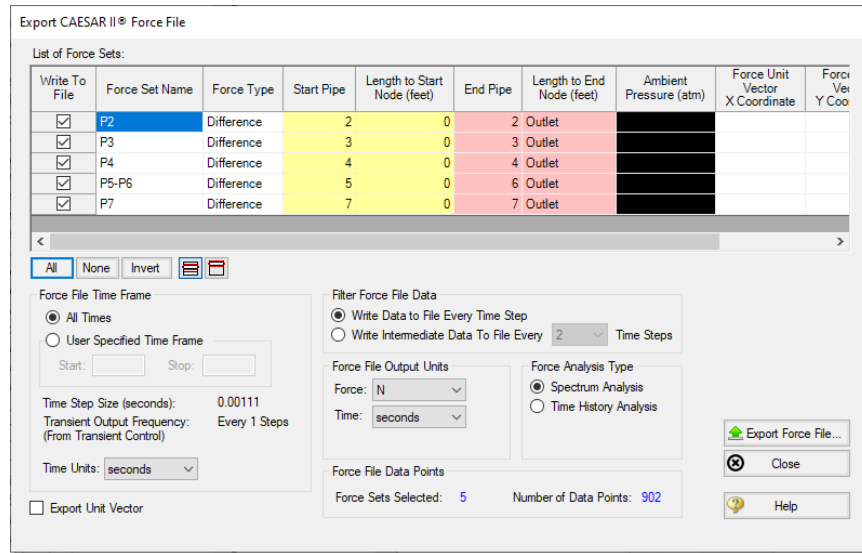 Export CAESAR II® Force File
List of Force Sets:
Write To File Force Set Name Force Type Start Pipe Length to Start Node (feet) End Pipe Length to End Node (feet) Ambient Pressure (atm) Force Unit Vector X Coordinate Force Vec Y Coor
P2 Difference 2 0 2 Outlet
P3 Difference 3 0 3 Outlet
P4 Difference 4 0 4 Outlet
P5-P6 Difference 5 0 6 Outlet
P7 Difference 7 0 7 Outlet
All None Invert
Force File Time Frame
All Times
User Specified Time Frame
Start: Stop:
Time Step Size (seconds): 0.00111
Transient Output Frequency: Every 1 Steps
(From Transient Control)
Time Units: seconds
Export Unit Vector
Filter Force File Data
Write Data to File Every Time Step
Write Intermediate Data To File Every 2 Time Steps
Force File Output Units
Force: N
Time: seconds
Force Analysis Type
Spectrum Analysis
Time History Analysis
Force File Data Points
Force Sets Selected: 5 Number of Data Points: 902
Export Force File...
Close
Help